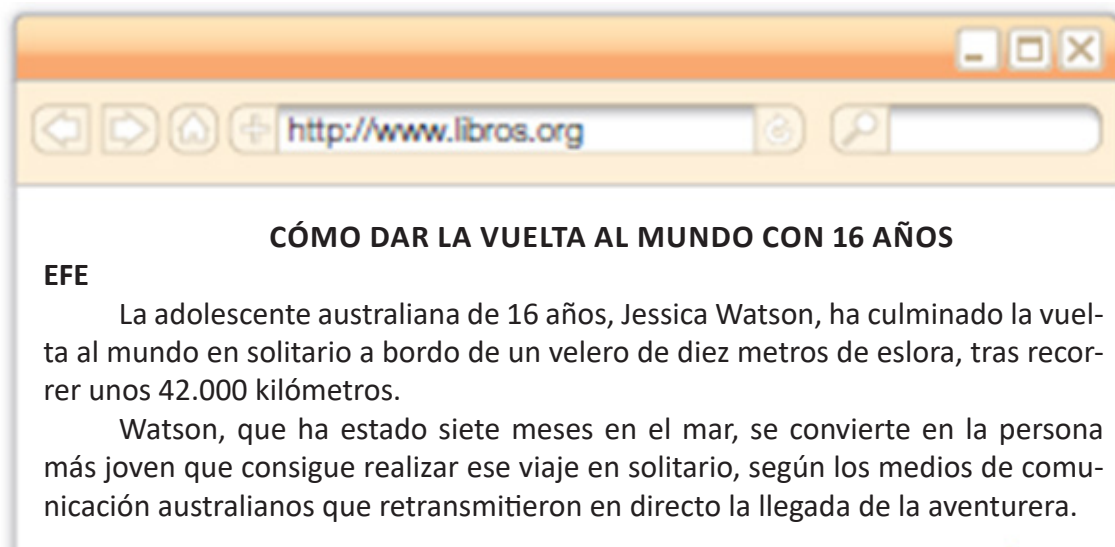 http://www.libros.org
CÓMO DAR LA VUELTA AL MUNDO CON 16 AÑOS
EFE
La adolescente australiana de 16 años, Jessica Watson, ha culminado la vuel-
ta al mundo en solitario a bordo de un velero de diez metros de eslora, tras recor-
rer unos 42.000 kilómetros.
Watson, que ha estado siete meses en el mar, se convierte en la persona
más joven que consigue realizar ese viaje en solitario, según los medios de comu-
nicación australianos que retransmitieron en directo la llegada de la aventurera.